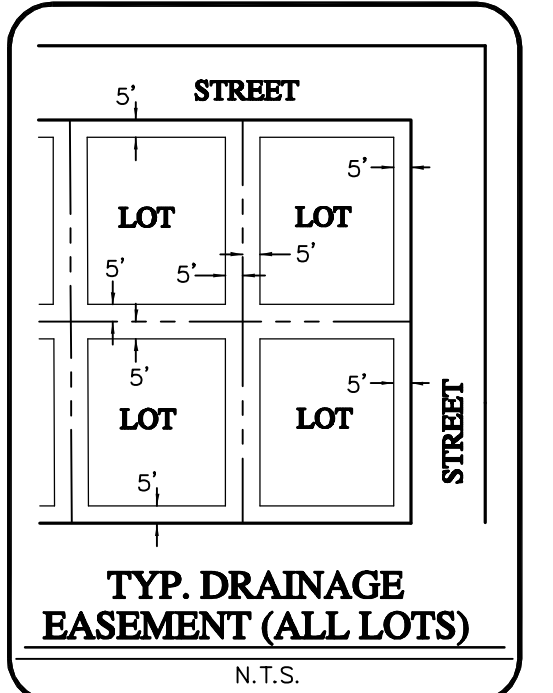 5'
STREET
5'
LOT
LOT
5'
5'
5'
5'
5'
LOT
LOT
STREET
5'
TYP. DRAINAGE
EASEMENT (ALL LOTS)
N.T.S.